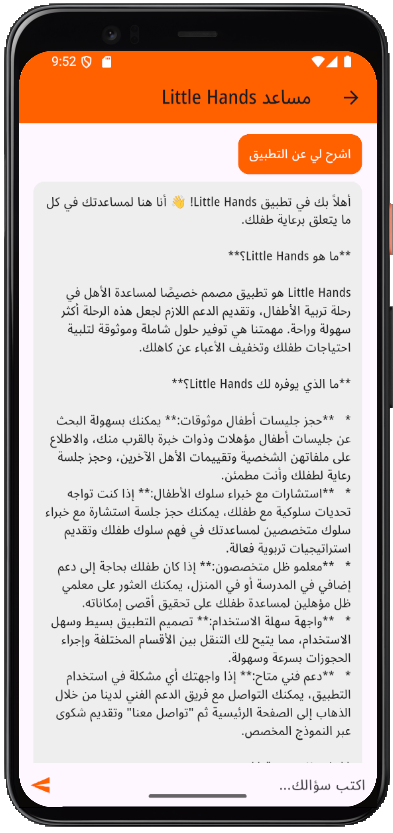 9:52
مساعد Little Hands
اشرح لي عن التطبيق
أهلاً بك في تطبيق Little Hands! 👋 أنا هنا لمساعدتك في كل
ما يتعلق برعاية طفلك.
**ما هو Little Hands؟**
Little Hands هو تطبيق مصمم خصيصًا لمساعدة الأهل في
رحلة تربية الأطفال، وتقديم الدعم اللازم لجعل هذه الرحلة أكثر
سهولة وراحة. مهمتنا هي توفير حلول شاملة وموثوقة لتلبية
احتياجات طفلك وتخفيف الأعباء عن كاهلك.
**ما الذي يوفره لك Little Hands؟**
* **حجز جليسات أطفال موثوقات:** يمكنك بسهولة البحث
عن جليسات أطفال مؤهلات وذوات خبرة بالقرب منك، والاطلاع
على ملفاتهن الشخصية وتقييمات الأهل الآخرين، وحجز جلسة
رعاية لطفلك وأنت مطمئن.
* **استشارات مع خبراء سلوك الأطفال:** إذا كنت تواجه
تحديات سلوكية مع طفلك، يمكنك حجز جلسة استشارة مع خبراء
سلوك متخصصين لمساعدتك في فهم سلوك طفلك وتقديم
استراتيجيات تربوية فعالة.
* **معلمو ظل متخصصون:** إذا كان طفلك بحاجة إلى دعم
إضافي في المدرسة أو في المنزل، يمكنك العثور على معلمي
ظل مؤهلين لمساعدة طفلك على تحقيق أقصى إمكاناته.
* **واجهة سهلة الاستخدام:** تصميم التطبيق بسيط وسهل
الاستخدام، مما يتيح لك التنقل بين الأقسام المختلفة وإجراء
الحجوزات بسرعة وسهولة.
* **دعم فني متاح:** إذا واجهتك أي مشكلة في استخدام
التطبيق، يمكنك التواصل مع فريق الدعم الفني لدينا من خلال
الذهاب إلى الصفحة الرئيسية ثم "تواصل معنا" وتقديم شكوى
عبر النموذج المخصص.
اكتب سؤالك...